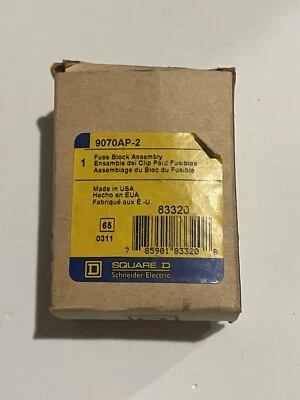 9070AP-2
1
Fuse Block Assembly
Ensamble del Clip Para Fusibles
Assemblage du Bloc du Fusible
Made in USA
Hecho en EUA
Fabriqué aux É.-U.
83320
65
0311
7 85901 83320 8
D
SQUARE D
Schneider Electric